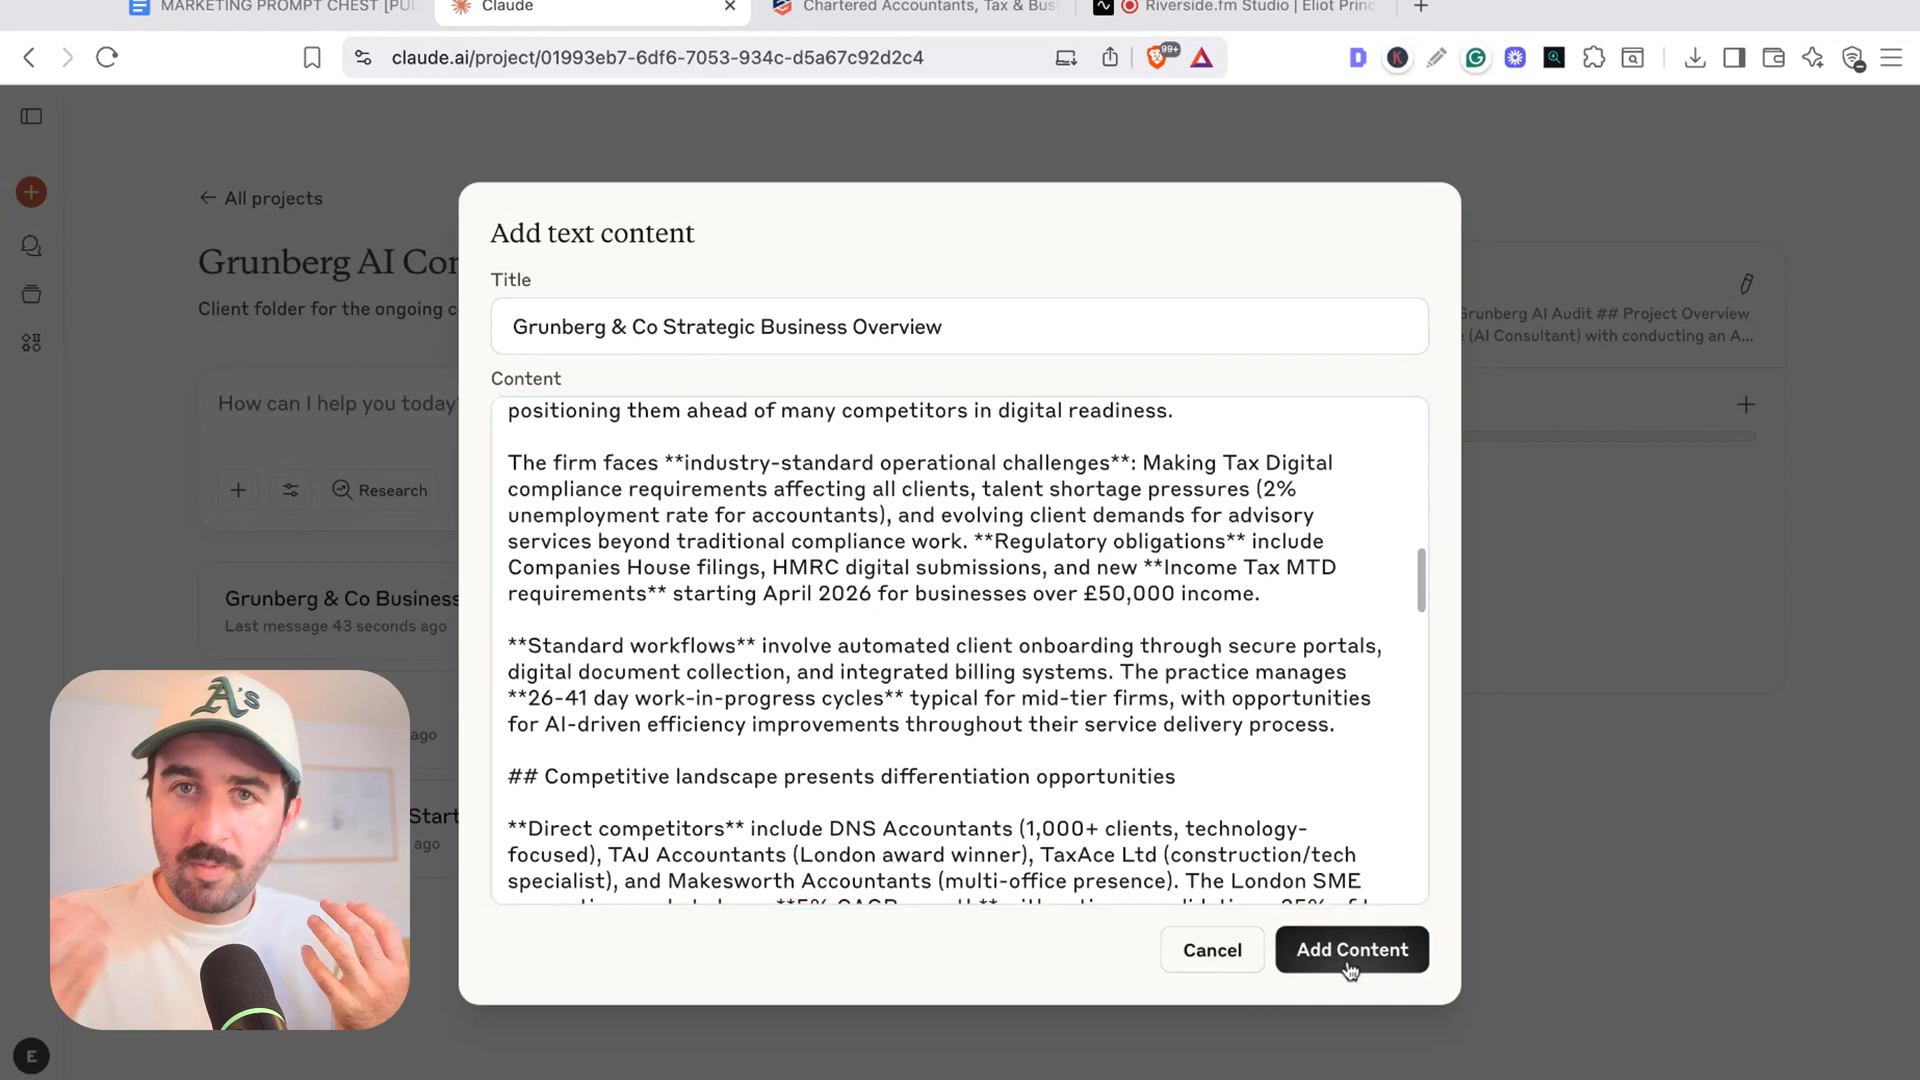 MARKETING PROMPT CHEST [PU
Claude
Chartered Accountants, Tax & Bus
Riverside.fm Studio | Eliot Princ
claude.ai/project/01993eb7-6df6-7053-934c-d5a67c92d2c4
99+
All projects
Grunberg AI Con
Client folder for the ongoing c
How can I help you today?
Research
Grunberg & Co Business
Last message 43 seconds ago
ago
Start
ago
E
Grunberg AI Audit ## Project Overview
(AI Consultant) with conducting an A...
Add text content
Title
Grunberg & Co Strategic Business Overview
Content
positioning them ahead of many competitors in digital readiness.
The firm faces **industry-standard operational challenges**: Making Tax Digital
compliance requirements affecting all clients, talent shortage pressures (2%
unemployment rate for accountants), and evolving client demands for advisory
services beyond traditional compliance work. **Regulatory obligations** include
Companies House filings, HMRC digital submissions, and new **Income Tax MTD
requirements** starting April 2026 for businesses over £50,000 income.
**Standard workflows** involve automated client onboarding through secure portals,
digital document collection, and integrated billing systems. The practice manages
**26-41 day work-in-progress cycles** typical for mid-tier firms, with opportunities
for AI-driven efficiency improvements throughout their service delivery process.
## Competitive landscape presents differentiation opportunities
**Direct competitors** include DNS Accountants (1,000+ clients, technology-
focused), TAJ Accountants (London award winner), TaxAce Ltd (construction/tech
specialist), and Makesworth Accountants (multi-office presence). The London SME
Cancel
Add Content
A's